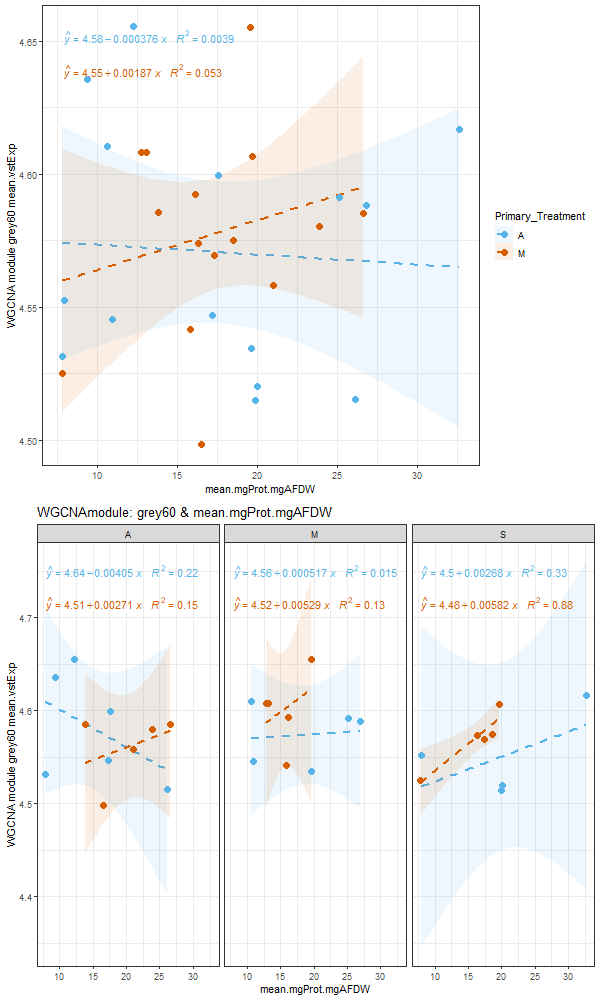 4.65
4.60
4.55
4.50
WGCNA module grey60 mean.vstExp
ŷ = 4.58 − 0.000376 x R² = 0.0039
ŷ = 4.55 + 0.00187 x R² = 0.053
10 15 20 25 30
mean.mgProt.mgAFDW
Primary_Treatment
A
M
WGCNAmodule: grey60 & mean.mgProt.mgAFDW
A M S
ŷ = 4.64 − 0.00405 x R² = 0.22
ŷ = 4.51 + 0.00271 x R² = 0.15
ŷ = 4.56 + 0.000517 x R² = 0.015
ŷ = 4.52 + 0.00529 x R² = 0.13
ŷ = 4.5 + 0.00268 x R² = 0.33
ŷ = 4.48 + 0.00582 x R² = 0.88
4.7
4.6
4.5
4.4
WGCNA module grey60 mean.vstExp
10 15 20 25 30 10 15 20 25 30 10 15 20 25 30
mean.mgProt.mgAFDW